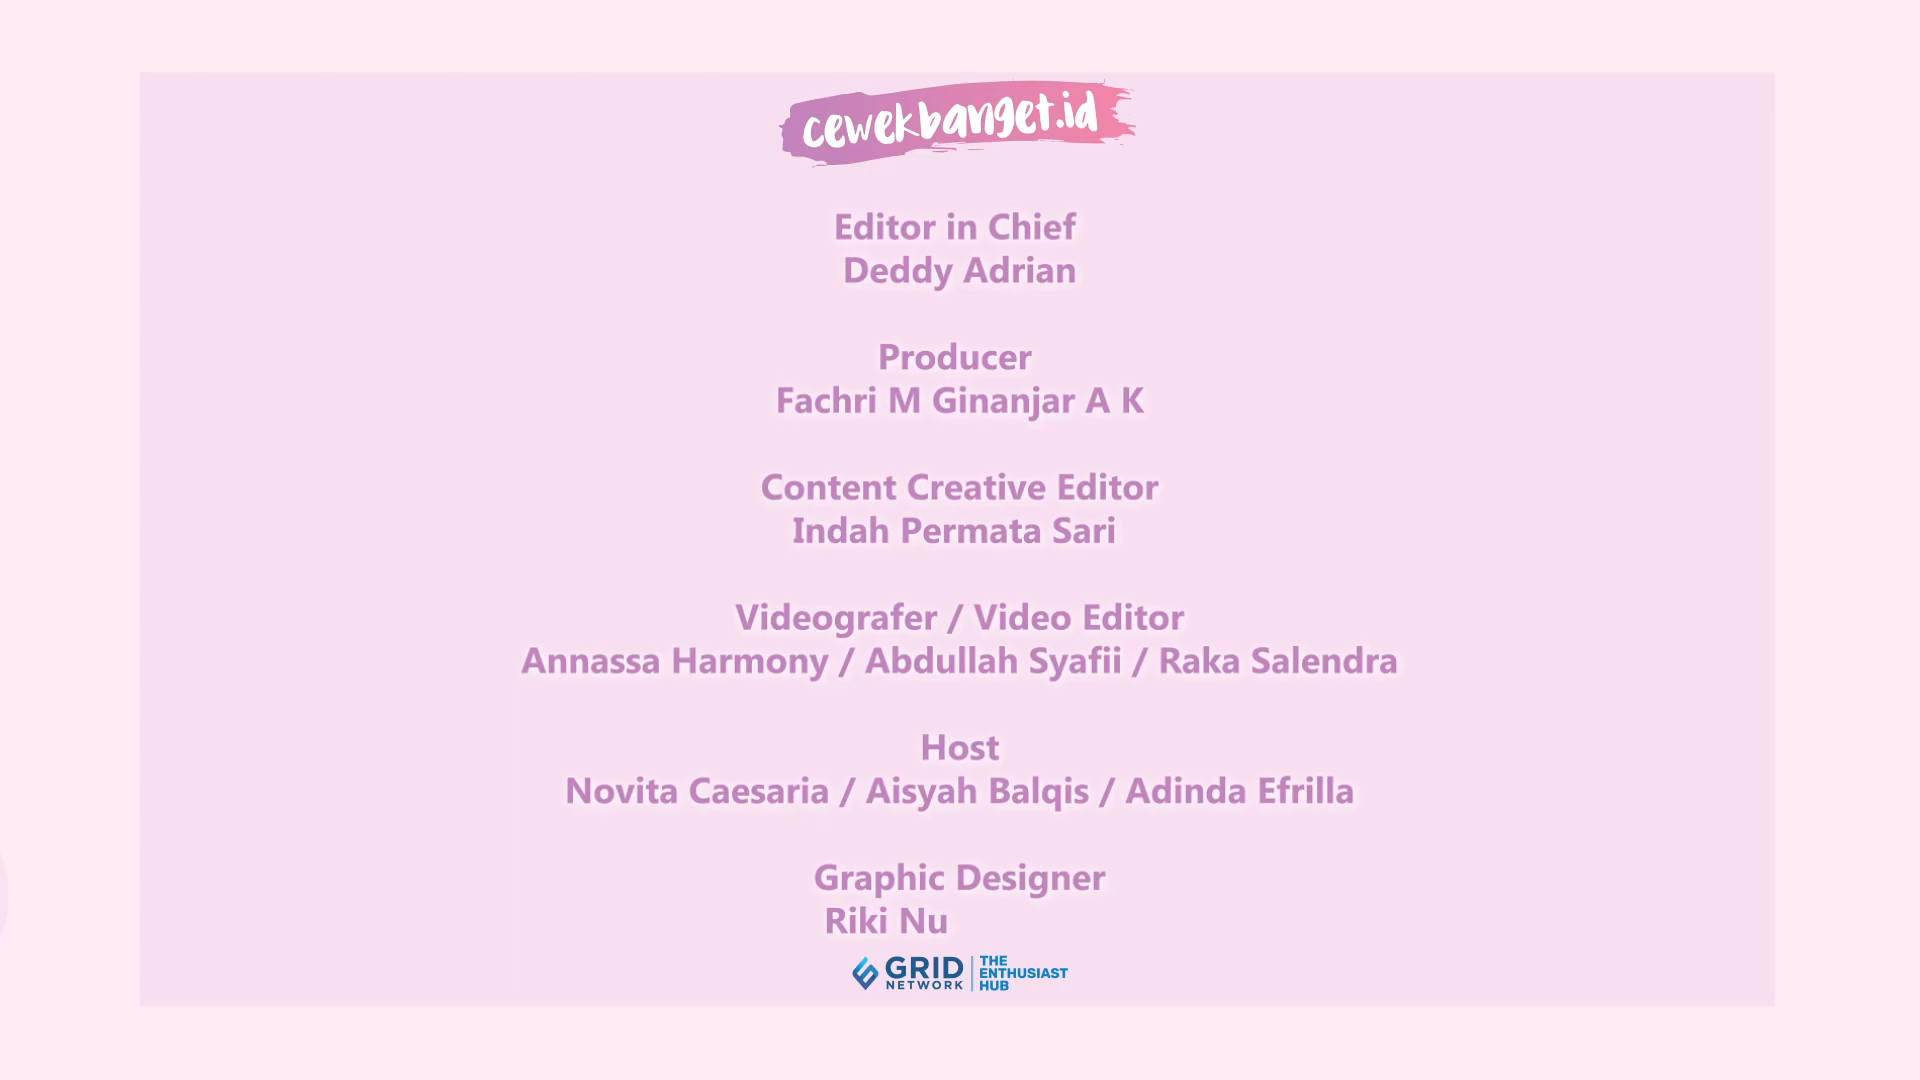 cewekbanget.id
Editor in Chief
Deddy Adrian
Producer
Fachri M Ginanjar A K
Content Creative Editor
Indah Permata Sari
Videografer / Video Editor
Annassa Harmony / Abdullah Syafii / Raka Salendra
Host
Novita Caesaria / Aisyah Balqis / Adinda Efrilla
Graphic Designer
Riki Nu
GRID NETWORK
THE ENTHUSIAST HUB